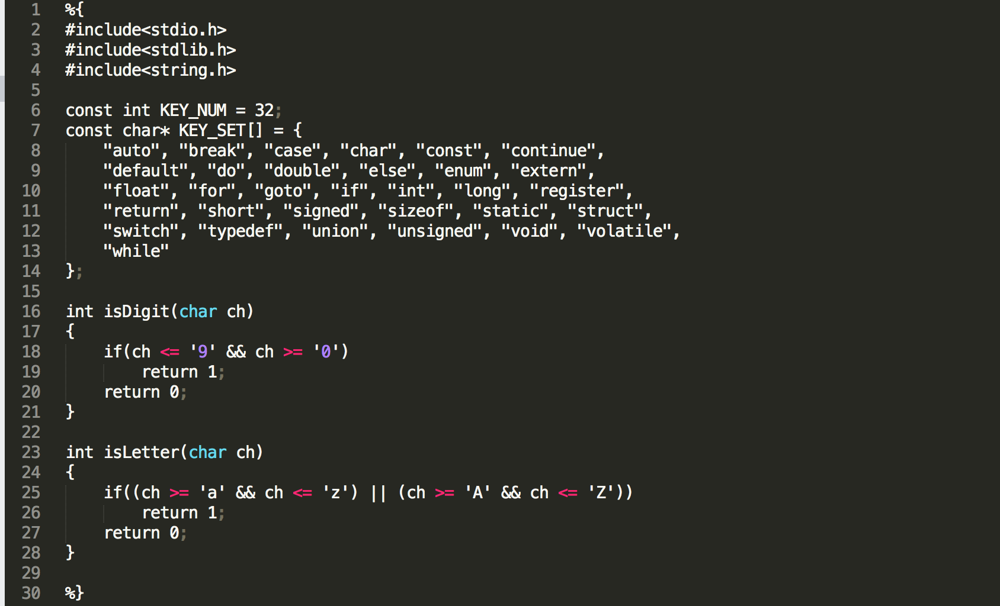 1 %{
2 #include<stdio.h>
3 #include<stdlib.h>
4 #include<string.h>
5
6 const int KEY_NUM = 32;
7 const char* KEY_SET[] = {
8     "auto", "break", "case", "char", "const", "continue",
9     "default", "do", "double", "else", "enum", "extern",
10     "float", "for", "goto", "if", "int", "long", "register",
11     "return", "short", "signed", "sizeof", "static", "struct",
12     "switch", "typedef", "union", "unsigned", "void", "volatile",
13     "while"
14 };
15
16 int isDigit(char ch)
17 {
18     if(ch <= '9' && ch >= '0')
19         return 1;
20     return 0;
21 }
22
23 int isLetter(char ch)
24 {
25     if((ch >= 'a' && ch <= 'z') || (ch >= 'A' && ch <= 'Z'))
26         return 1;
27     return 0;
28 }
29
30 %}